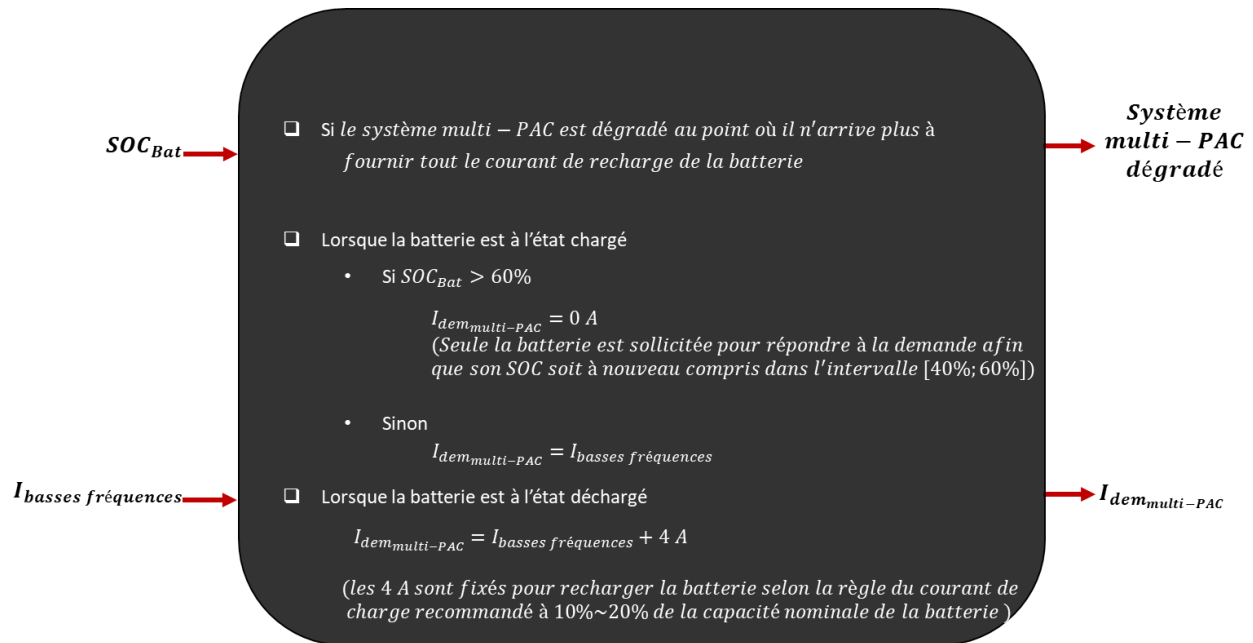 SOC_Bat
I_basses fréquences
❑ Si le système multi − PAC est dégradé au point où il n'arrive plus à
fournir tout le courant de recharge de la batterie
❑ Lorsque la batterie est à l’état chargé
• Si SOC_Bat > 60%
I_dem_multi−PAC = 0 A
(Seule la batterie est sollicitée pour répondre à la demande afin
que son SOC soit à nouveau compris dans l'intervalle [40%; 60%])
• Sinon
I_dem_multi−PAC = I_basses fréquences
❑ Lorsque la batterie est à l’état déchargé
I_dem_multi−PAC = I_basses fréquences + 4 A
(les 4 A sont fixés pour recharger la batterie selon la règle du courant de
charge recommandé à 10%~20% de la capacité nominale de la batterie )
Système
multi − PAC
dégradé
I_dem_multi−PAC